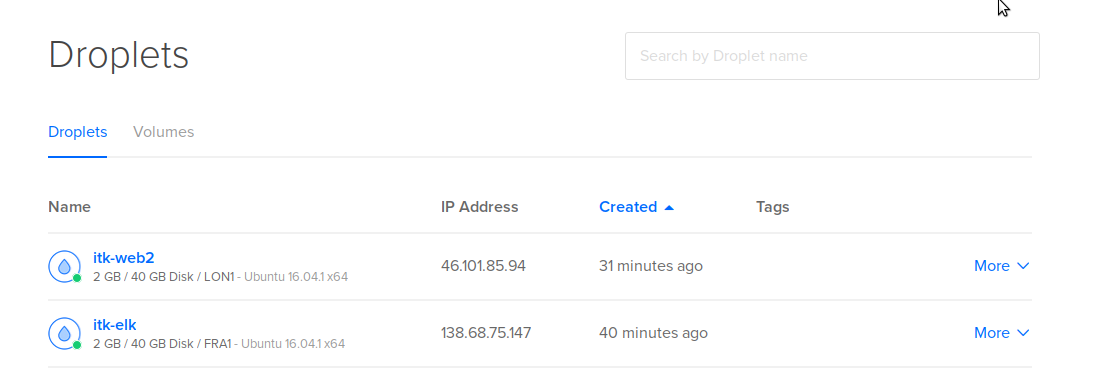 Droplets
Search by Droplet name
Droplets Volumes
Name IP Address Created Tags
itk-web2
2 GB / 40 GB Disk / LON1 - Ubuntu 16.04.1 x64
46.101.85.94 31 minutes ago More
itk-elk
2 GB / 40 GB Disk / FRA1 - Ubuntu 16.04.1 x64
138.68.75.147 40 minutes ago More